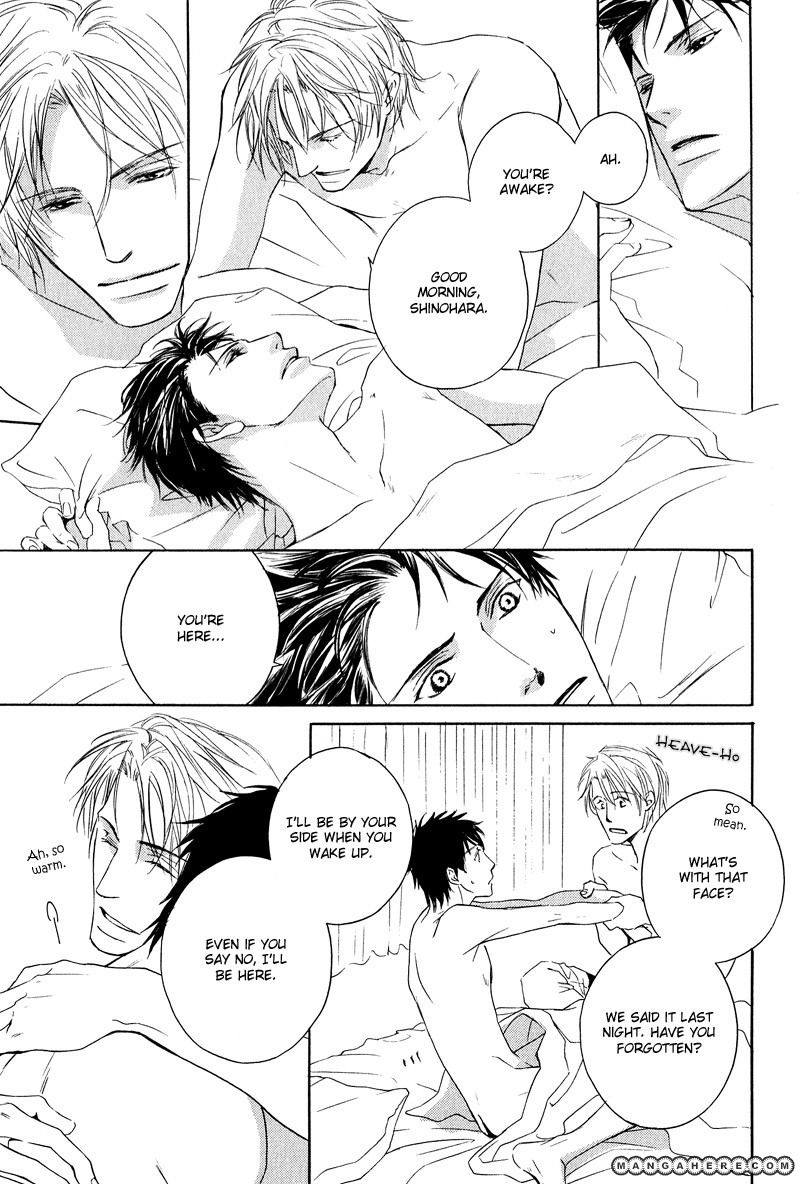 AH.
YOU'RE
AWAKE?
GOOD
MORNING,
SHINOHARA.
YOU'RE
HERE...
HEAVE-HO
So
mean.
WHAT'S
WITH THAT
FACE?
WE SAID IT LAST
NIGHT. HAVE YOU
FORGOTTEN?
I'LL BE BY YOUR
SIDE WHEN YOU
WAKE UP.
EVEN IF YOU
SAY NO, I'LL
BE HERE.
Ah, so
warm.
MANGAHERE.COM